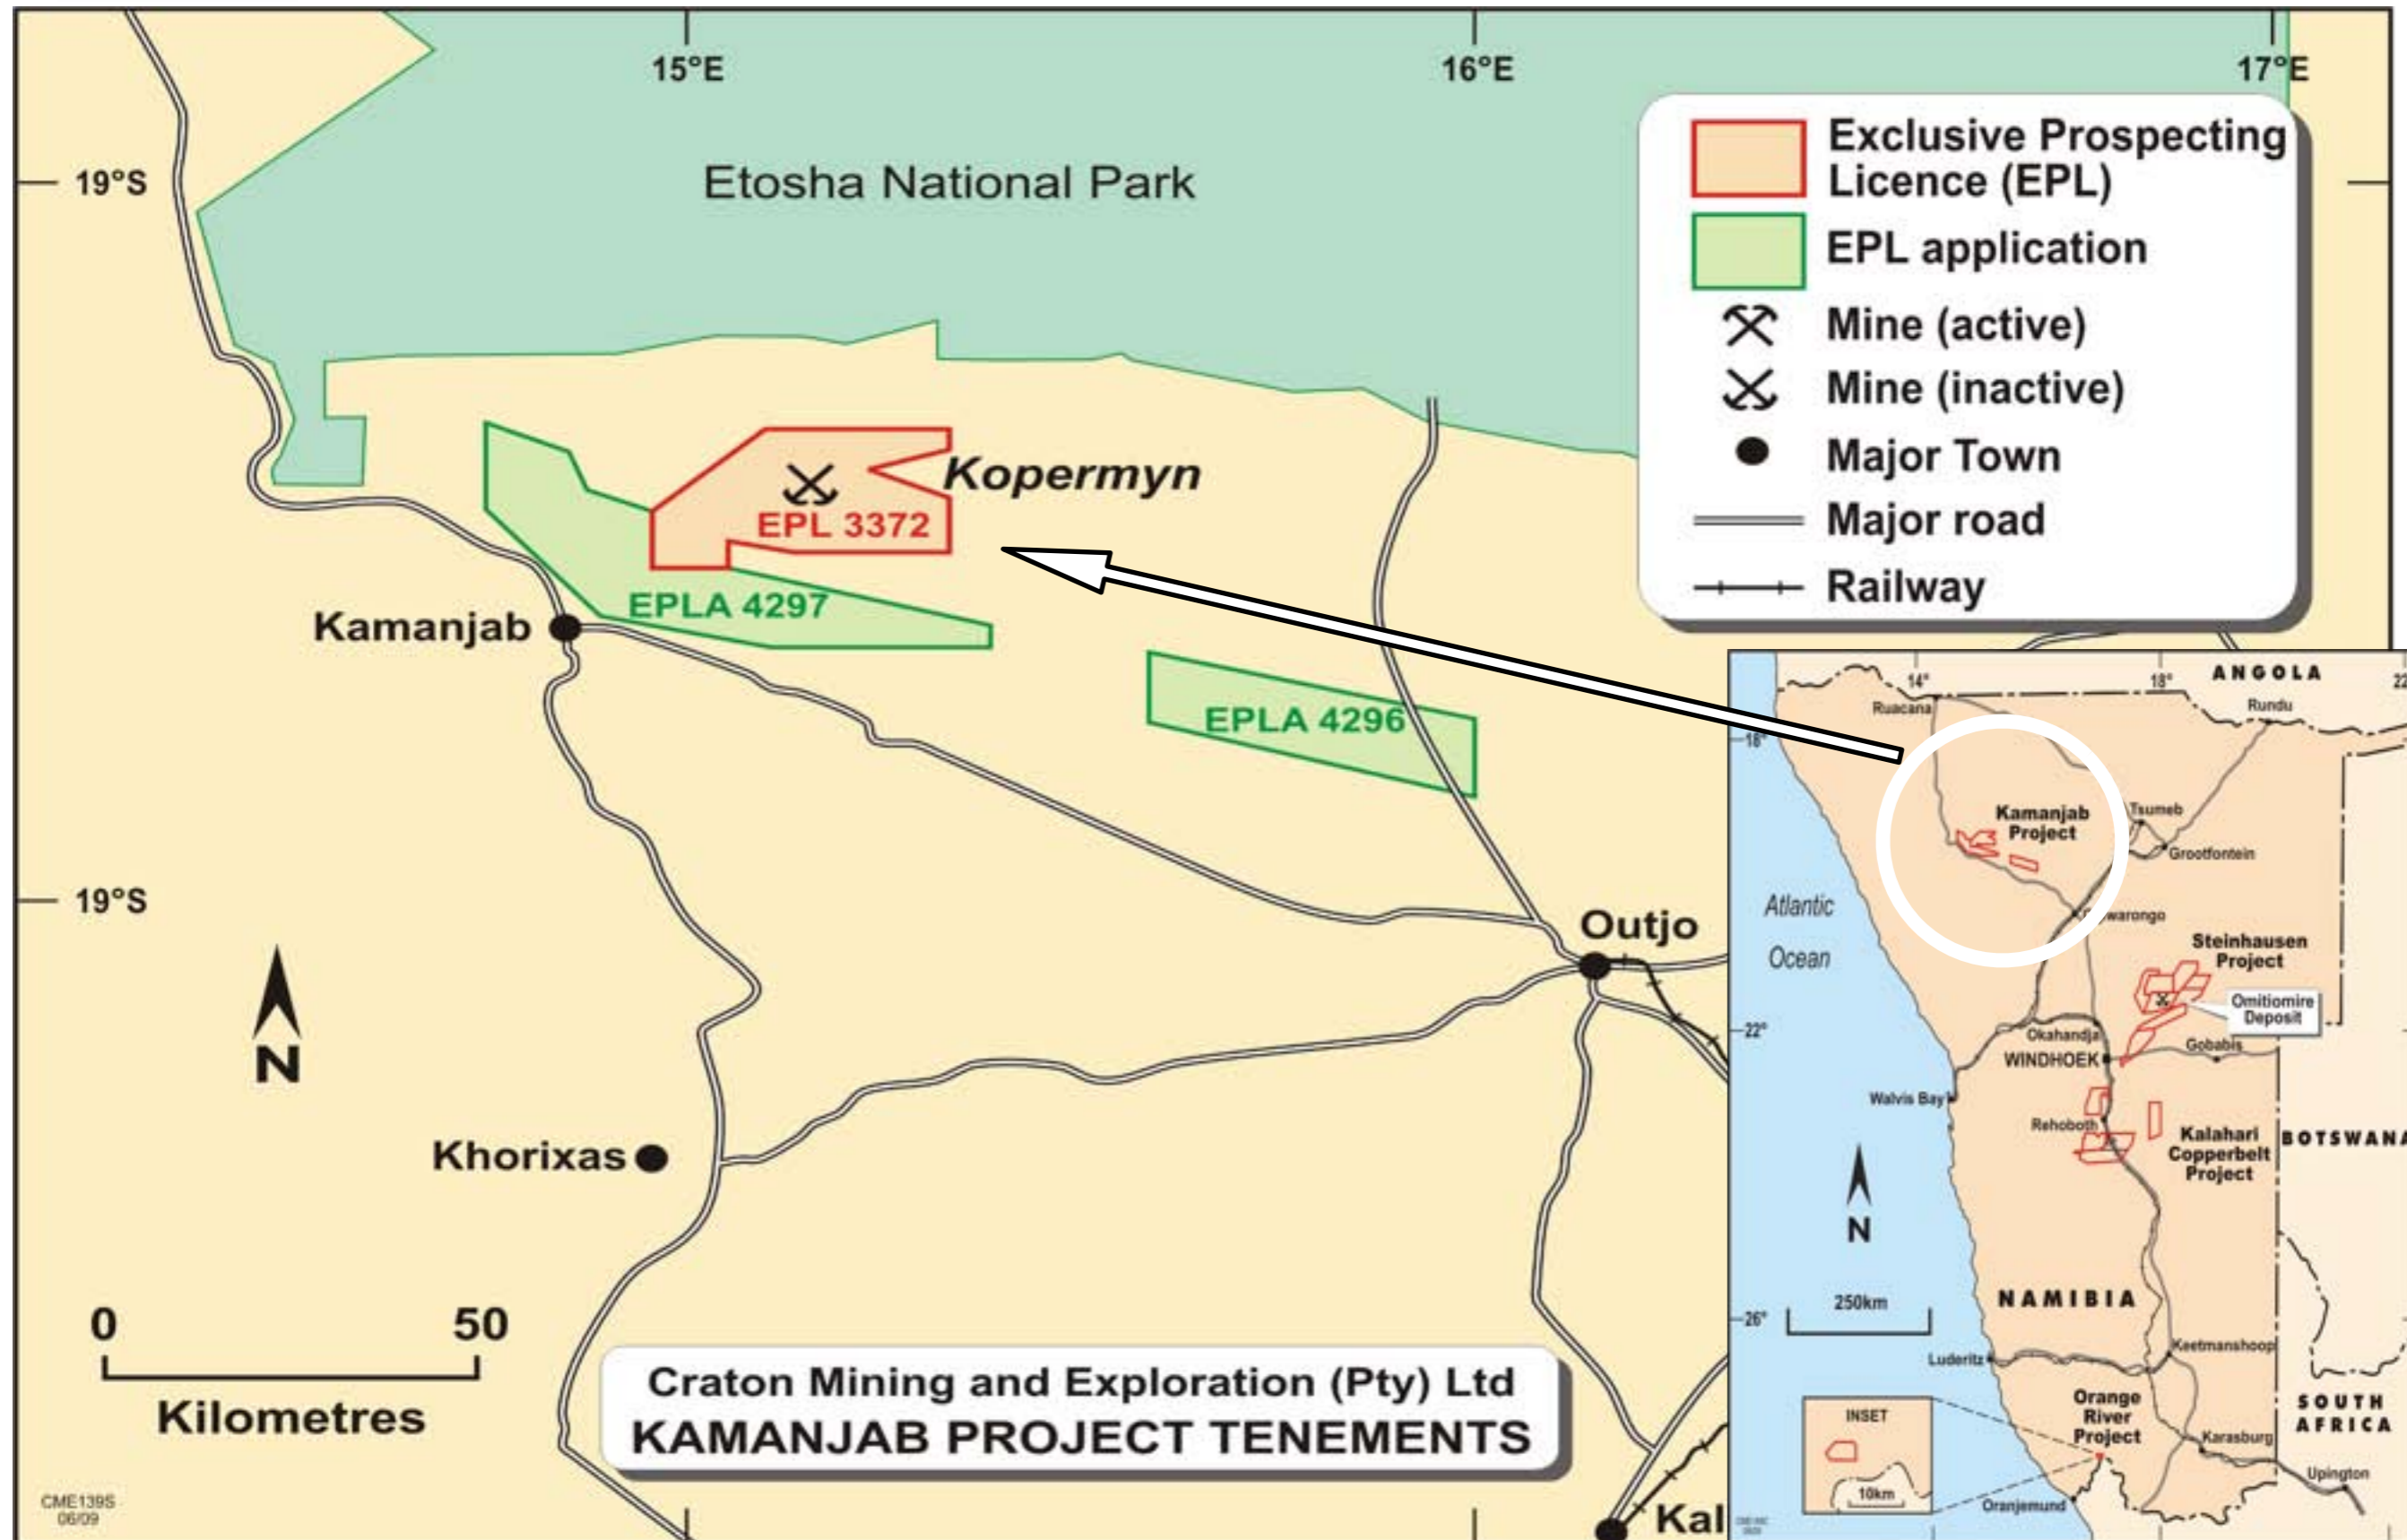 15°E
16°E
17°E
19°S
Etosha National Park
Exclusive Prospecting
Licence (EPL)
EPL application
Mine (active)
Mine (inactive)
Major Town
Major road
Railway
Kopermyn
EPL 3372
EPLA 4297
Kamanjab
EPLA 4296
19°S
Outjo
N
Khorixas
0 50
Kilometres
Craton Mining and Exploration (Pty) Ltd
KAMANJAB PROJECT TENEMENTS
CME139S
06/09
Kal
14°
18°
22
ANGOLA
Ruacana
Rundu
18°
Kamanjab
Project
Tsumeb
Grootfontein
warongo
Atlantic
Ocean
Steinhausen
Project
Omitiomire
Deposit
22°
Okahandja
WINDHOEK
Gobabis
Walvis Bay
Rehoboth
Kalahari
Copperbelt
Project
BOTSWANA
N
NAMIBIA
250km
26°
Keetmanshoop
Luderitz
Orange
River
Project
SOUTH
AFRICA
INSET
10km
Karasburg
Upington
Oranjemund